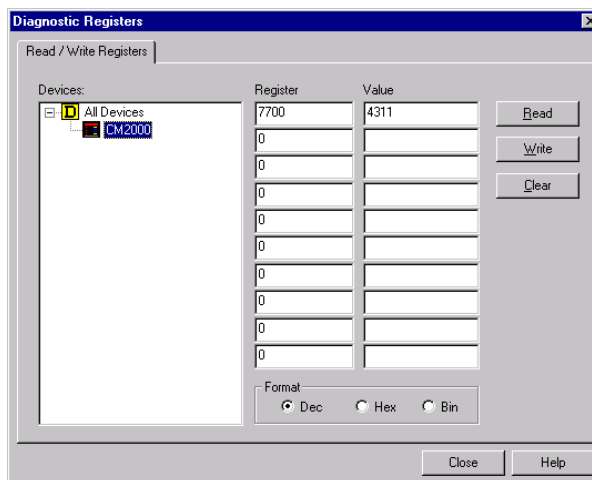 Diagnostic Registers
Read / Write Registers
Devices:
All Devices
CM2000
Register
Value
7700
4311
0
0
0
0
0
0
0
0
0
Format
Dec
Hex
Bin
Read
Write
Clear
Close
Help